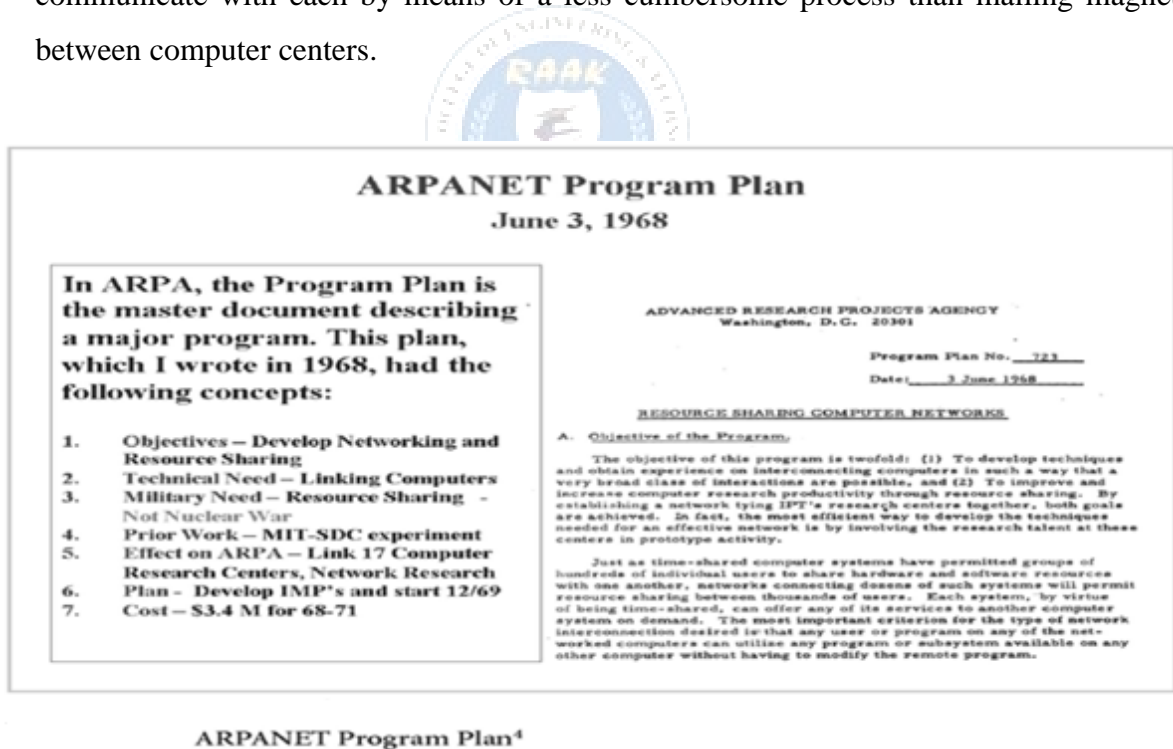 communicate with each by means of a less cumbersome process than mailing magne
between computer centers.
COLLEGE OF ENGINEERING & TECHN
RAAK
ARPANET Program Plan
June 3, 1968
In ARPA, the Program Plan is
the master document describing
a major program. This plan,
which I wrote in 1968, had the
following concepts:
1. Objectives – Develop Networking and
Resource Sharing
2. Technical Need – Linking Computers
3. Military Need – Resource Sharing -
Not Nuclear War
4. Prior Work – MIT-SDC experiment
5. Effect on ARPA – Link 17 Computer
Research Centers, Network Research
6. Plan - Develop IMP's and start 12/69
7. Cost – $3.4 M for 68-71
ADVANCED RESEARCH PROJECTS AGENCY
Washington, D.C. 20301
Program Plan No. 723
Date: 3 June 1968
RESOURCE SHARING COMPUTER NETWORKS
A. Objective of the Program.
The objective of this program is twofold: (1) To develop techniques
and obtain experience on interconnecting computers in such a way that a
very broad class of interactions are possible, and (2) To improve and
increase computer research productivity through resource sharing. By
establishing a network tying IPT's research centers together, both goals
are achieved. In fact, the most efficient way to develop the techniques
needed for an effective network is by involving the research talent at these
centers in prototype activity.
Just as time-shared computer systems have permitted groups of
hundreds of individual users to share hardware and software resources
with one another, networks connecting dozens of such systems will permit
resource sharing between thousands of users. Each system, by virtue
of being time-shared, can offer any of its services to another computer
system on demand. The most important criterion for the type of network
interconnection desired is that any user or program on any of the net-
worked computers can utilize any program or subsystem available on any
other computer without having to modify the remote program.
ARPANET Program Plan⁴